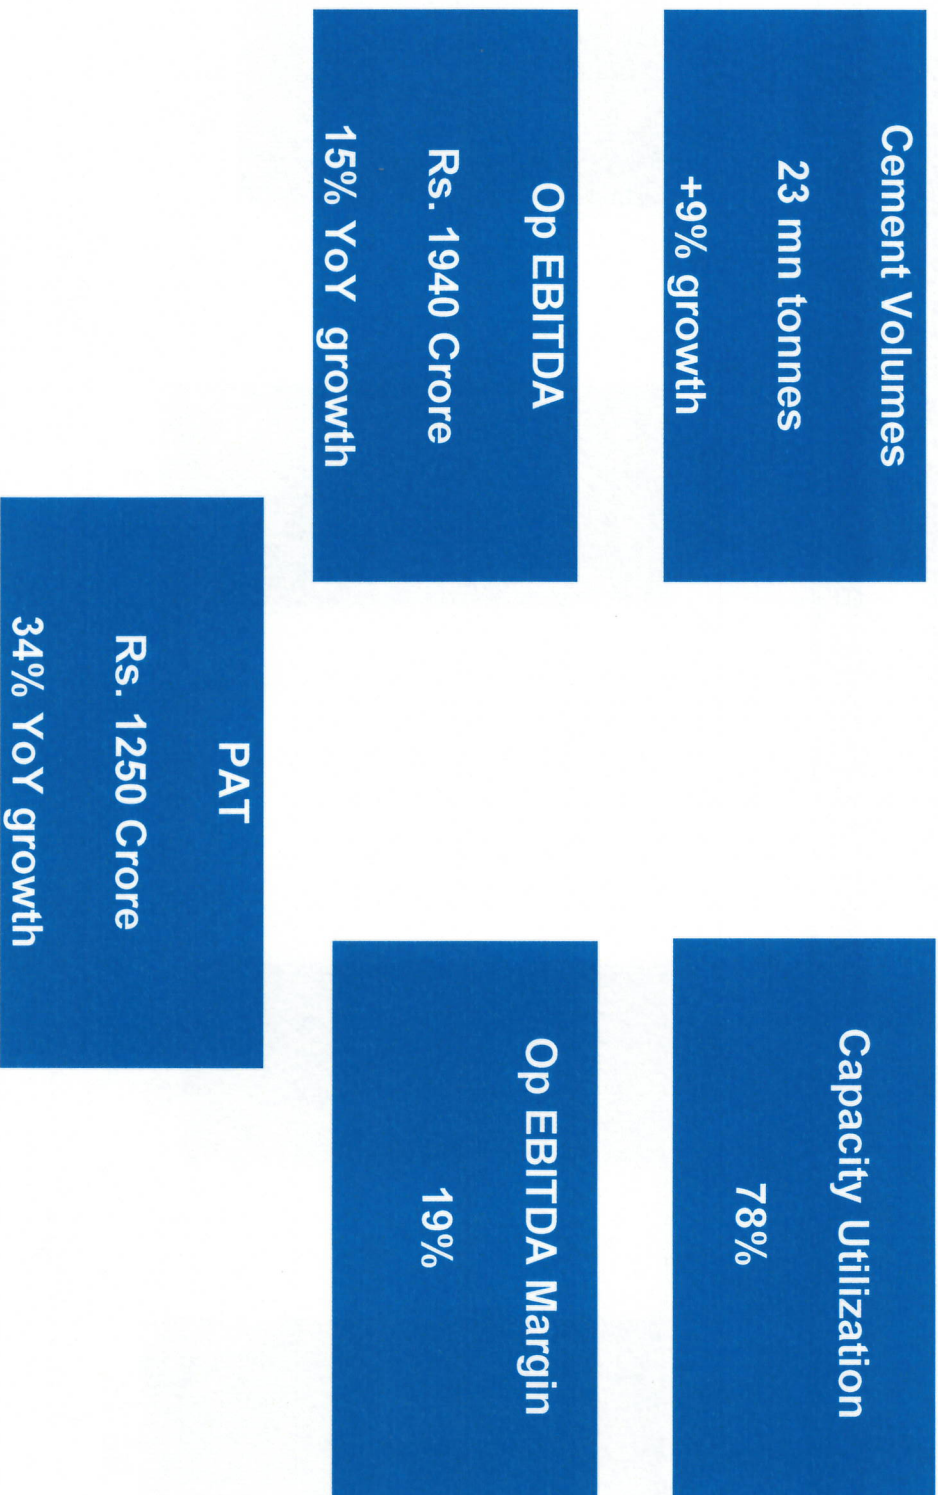 Cement Volumes
23 mn tonnes
+9% growth
Capacity Utilization
78%
Op EBITDA
Rs. 1940 Crore
15% YoY growth
Op EBITDA Margin
19%
PAT
Rs. 1250 Crore
34% YoY growth